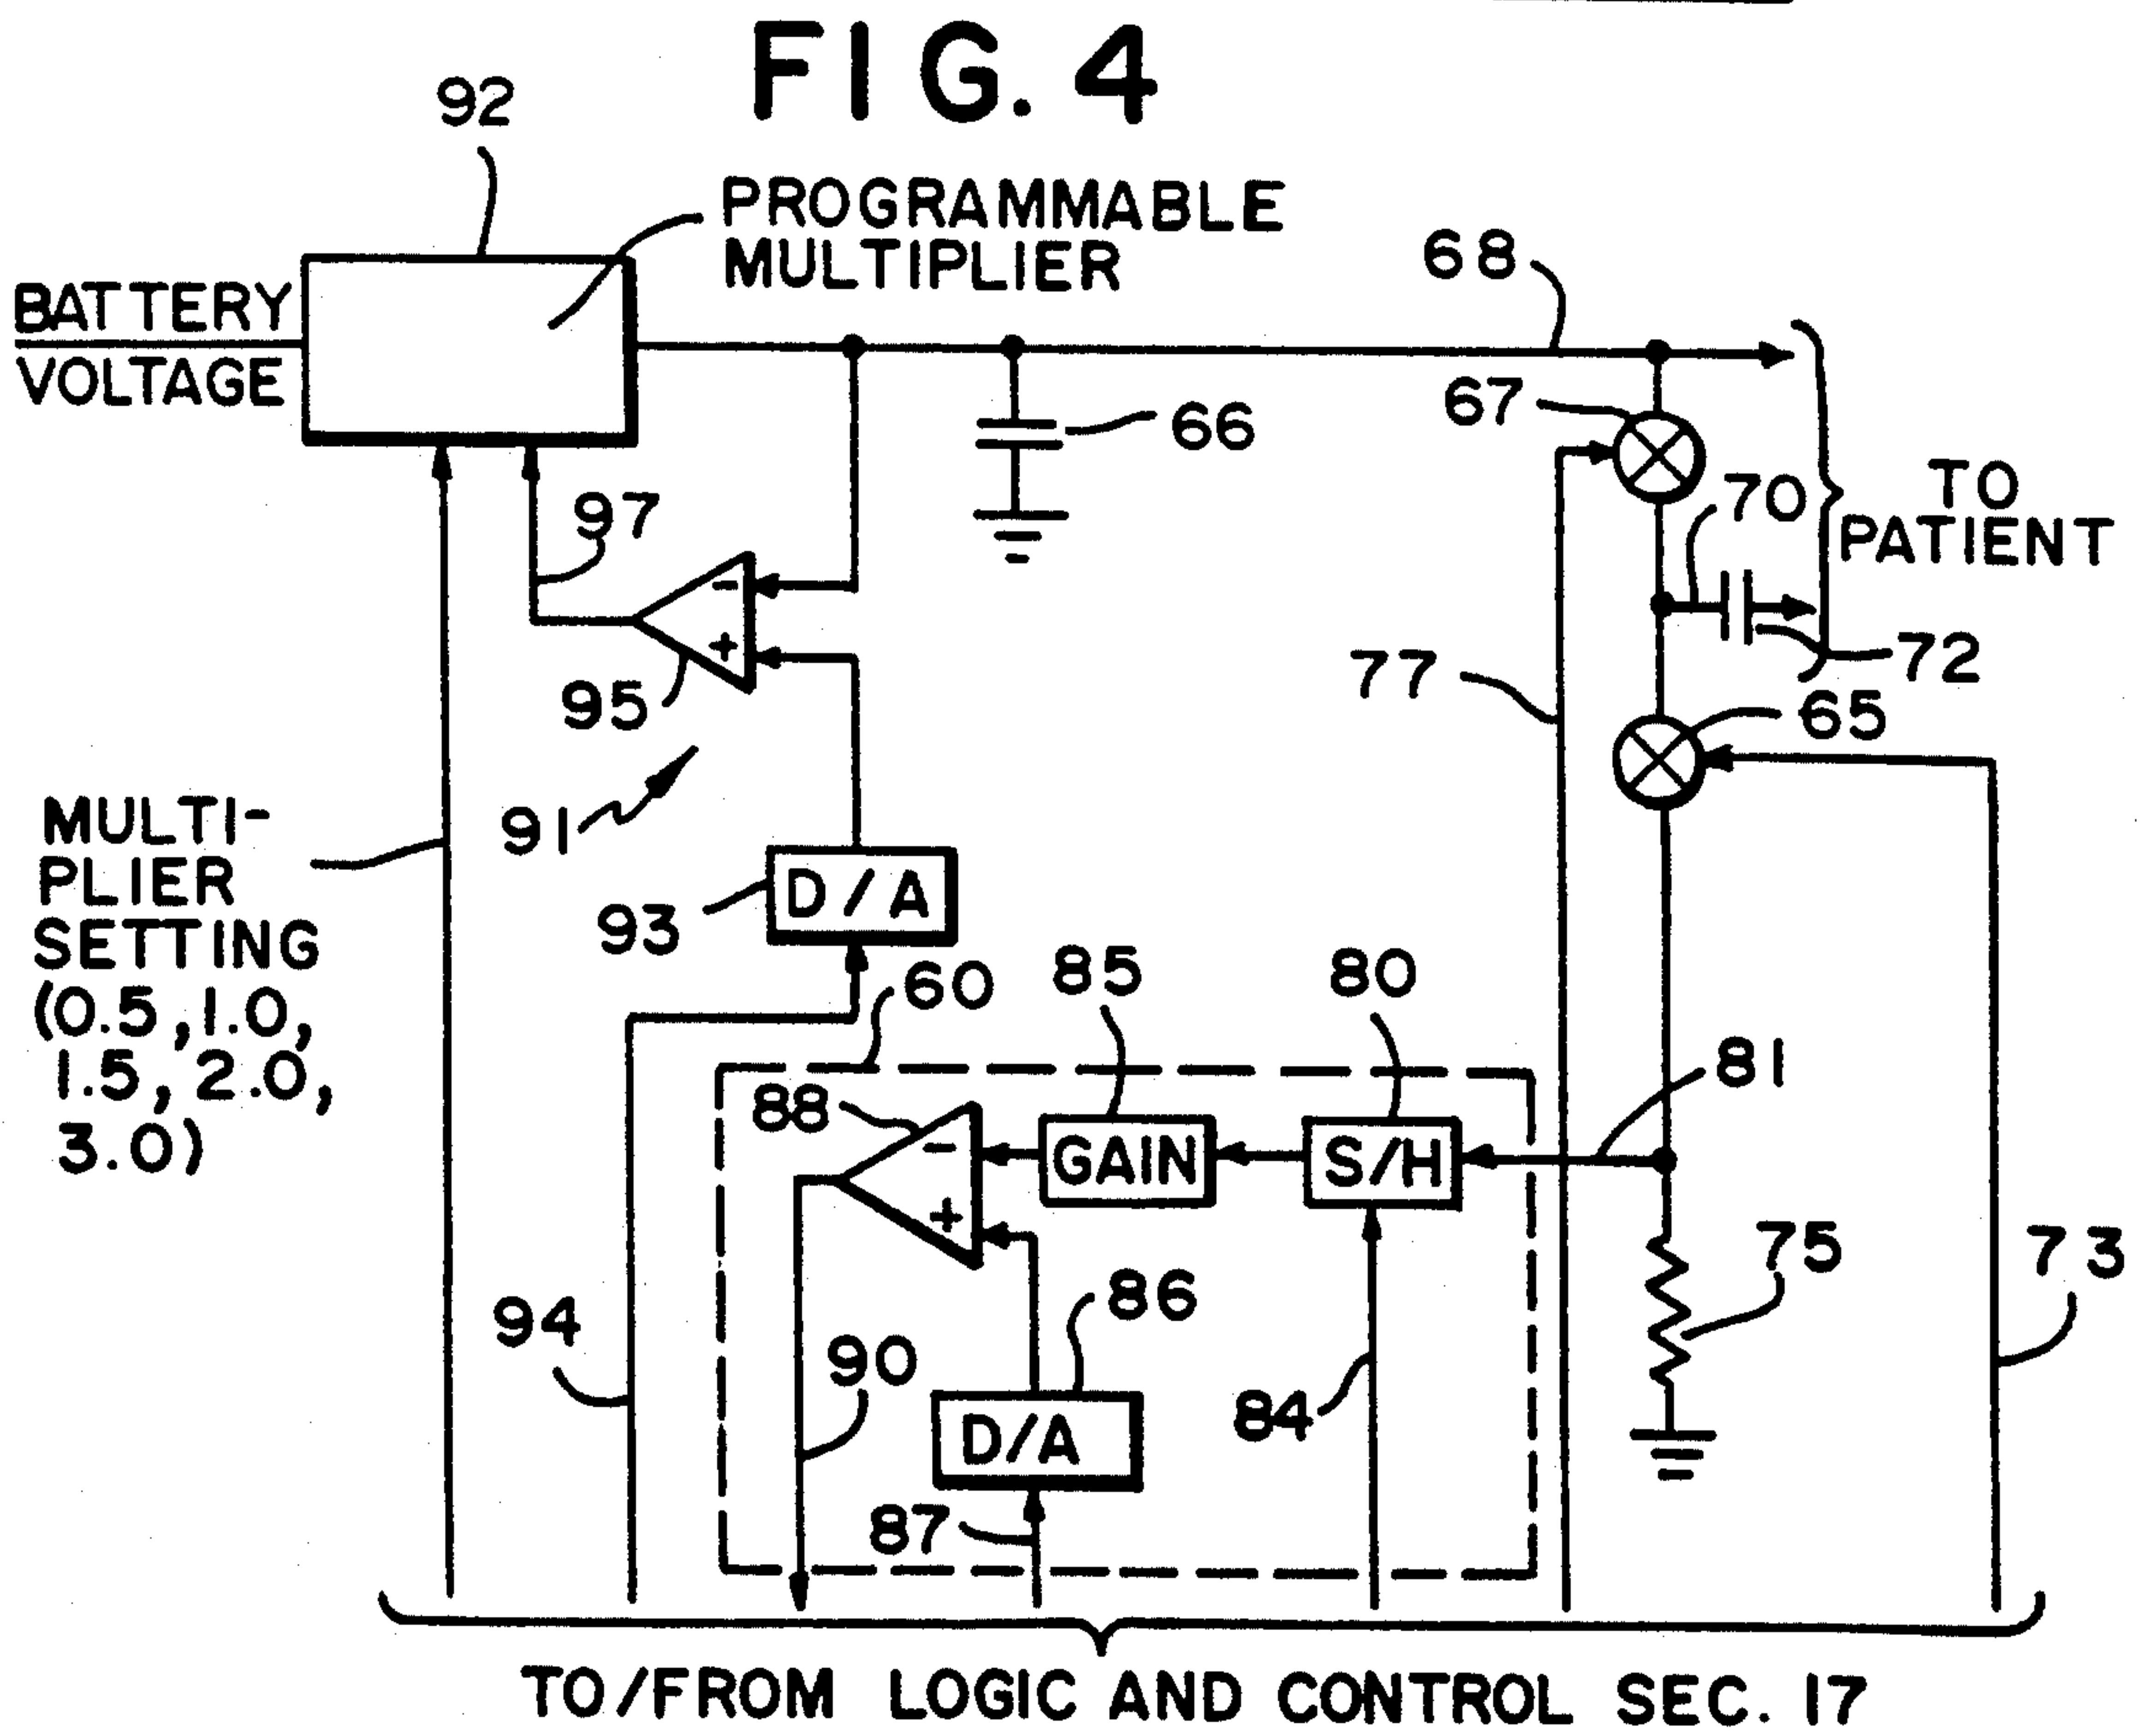 FIG. 4
92
PROGRAMMABLE
MULTIPLIER
68
BATTERY
VOLTAGE
67
66
70
TO
PATIENT
97
72
95
77
65
91
MULTI-
PLIER
SETTING
(0.5, 1.0,
1.5, 2.0,
3.0)
-
+
D/A
93
60
85
80
81
88
-
GAIN
S/H
+
75
73
94
86
90
84
D/A
87
TO/FROM LOGIC AND CONTROL SEC. 17